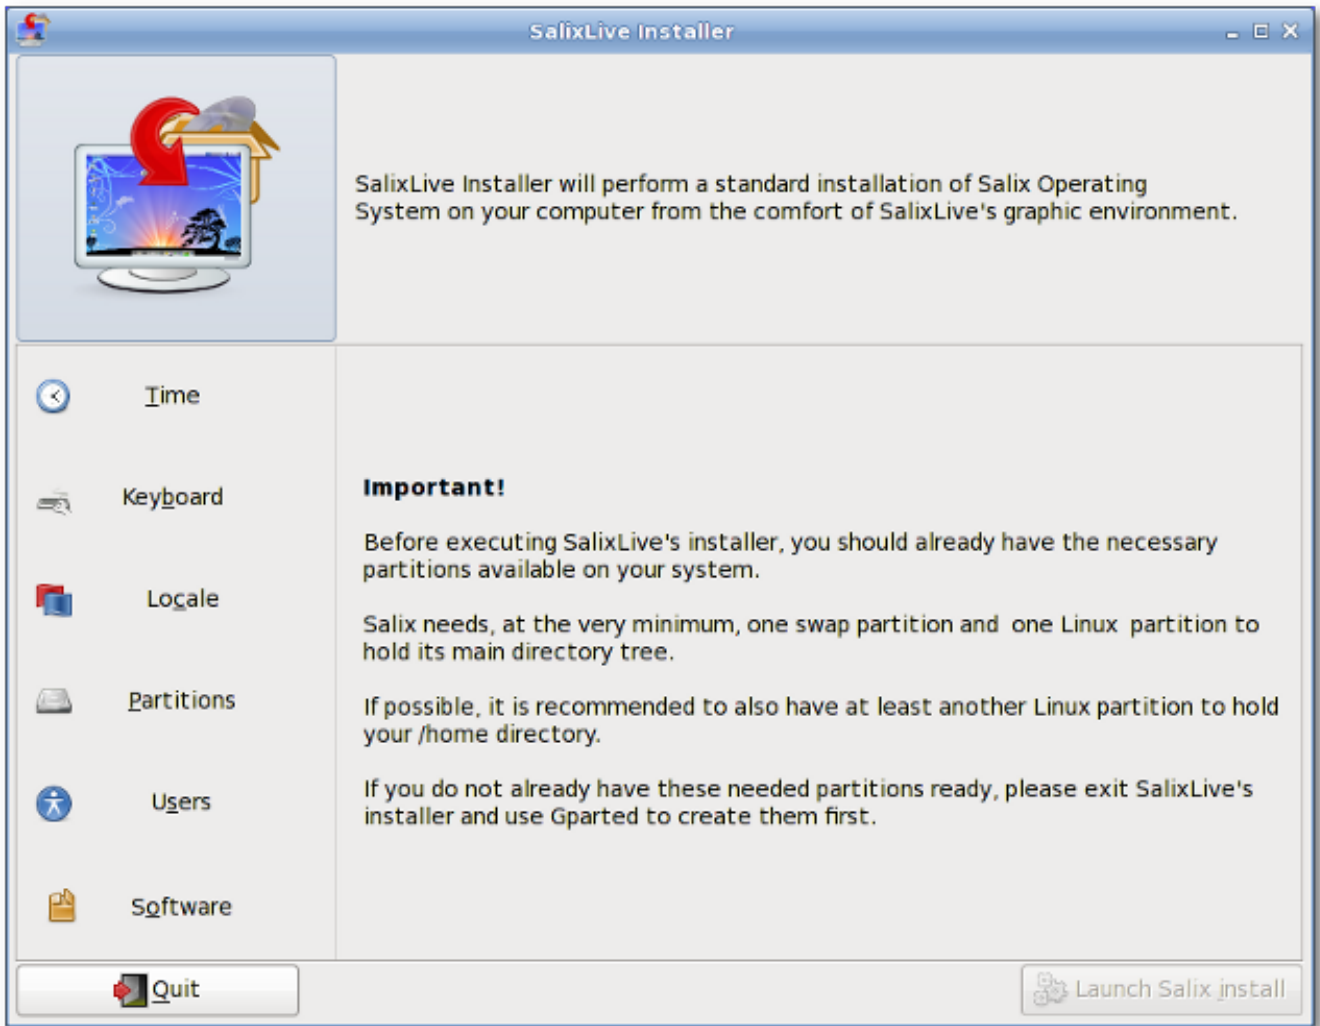 SalixLive Installer
SalixLive Installer will perform a standard installation of Salix Operating
System on your computer from the comfort of SalixLive's graphic environment.
Time
Keyboard
Locale
Partitions
Users
Software
Important!
Before executing SalixLive's installer, you should already have the necessary
partitions available on your system.
Salix needs, at the very minimum, one swap partition and  one Linux  partition to
hold its main directory tree.
If possible, it is recommended to also have at least another Linux partition to hold
your /home directory.
If you do not already have these needed partitions ready, please exit SalixLive's
installer and use Gparted to create them first.
Quit
Launch Salix install